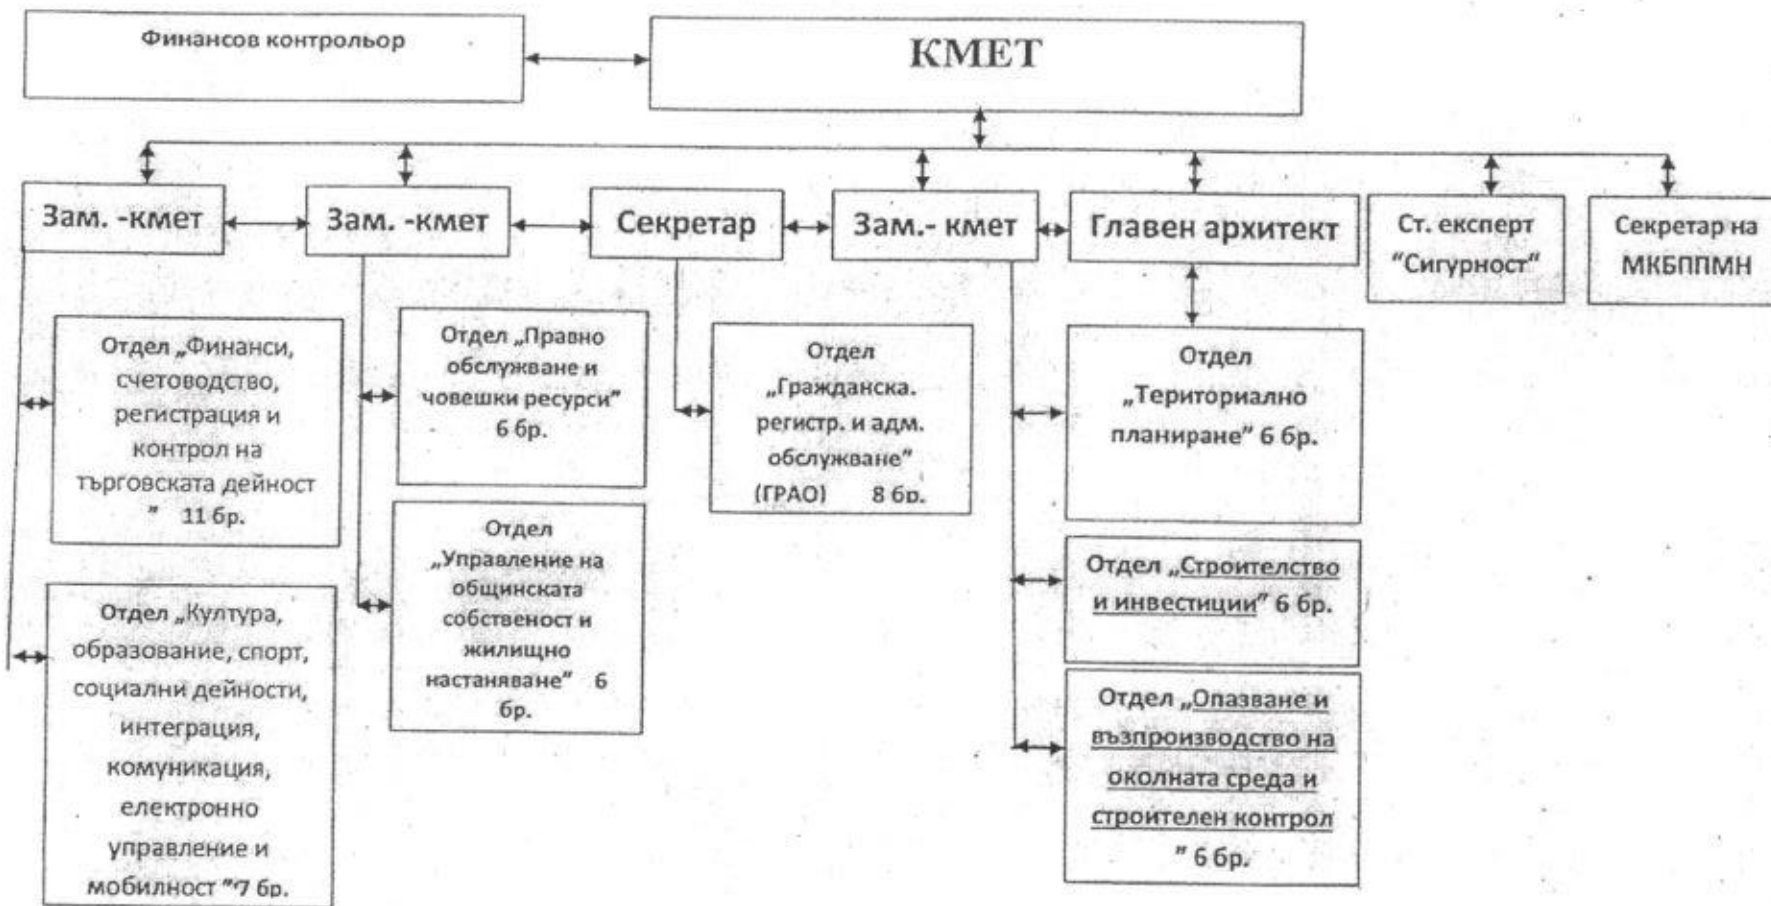 Финансов контрольор
КМЕТ
Зам. -кмет
Зам. -кмет
Секретар
Зам.- кмет
Главен архитект
Ст. експерт
"Сигурност“
Секретар на
МКБППМН
Отдел „Финанси,
счетоводство,
регистрация и
контрол на
търговската дейност
” 11 бр.
Отдел „Правно
обслужване и
човешки ресурси”
6 бр.
Отдел
„Гражданска.
регистр. и адм.
обслужване”
(ГРАО) 8 бр.
Отдел
„Териториално
планиране” 6 бр.
Отдел
„Управление на
общинската
собственост и
жилищно
настаняване” 6
бр.
Отдел „Строителство
и инвестиции” 6 бр.
Отдел „Култура,
образование, спорт,
социални дейности,
интеграция,
комуникация,
електронно
управление и
мобилност ”7 бр.
Отдел „Опазване и
възпроизводство на
околната среда и
строителен контрол
” 6 бр.